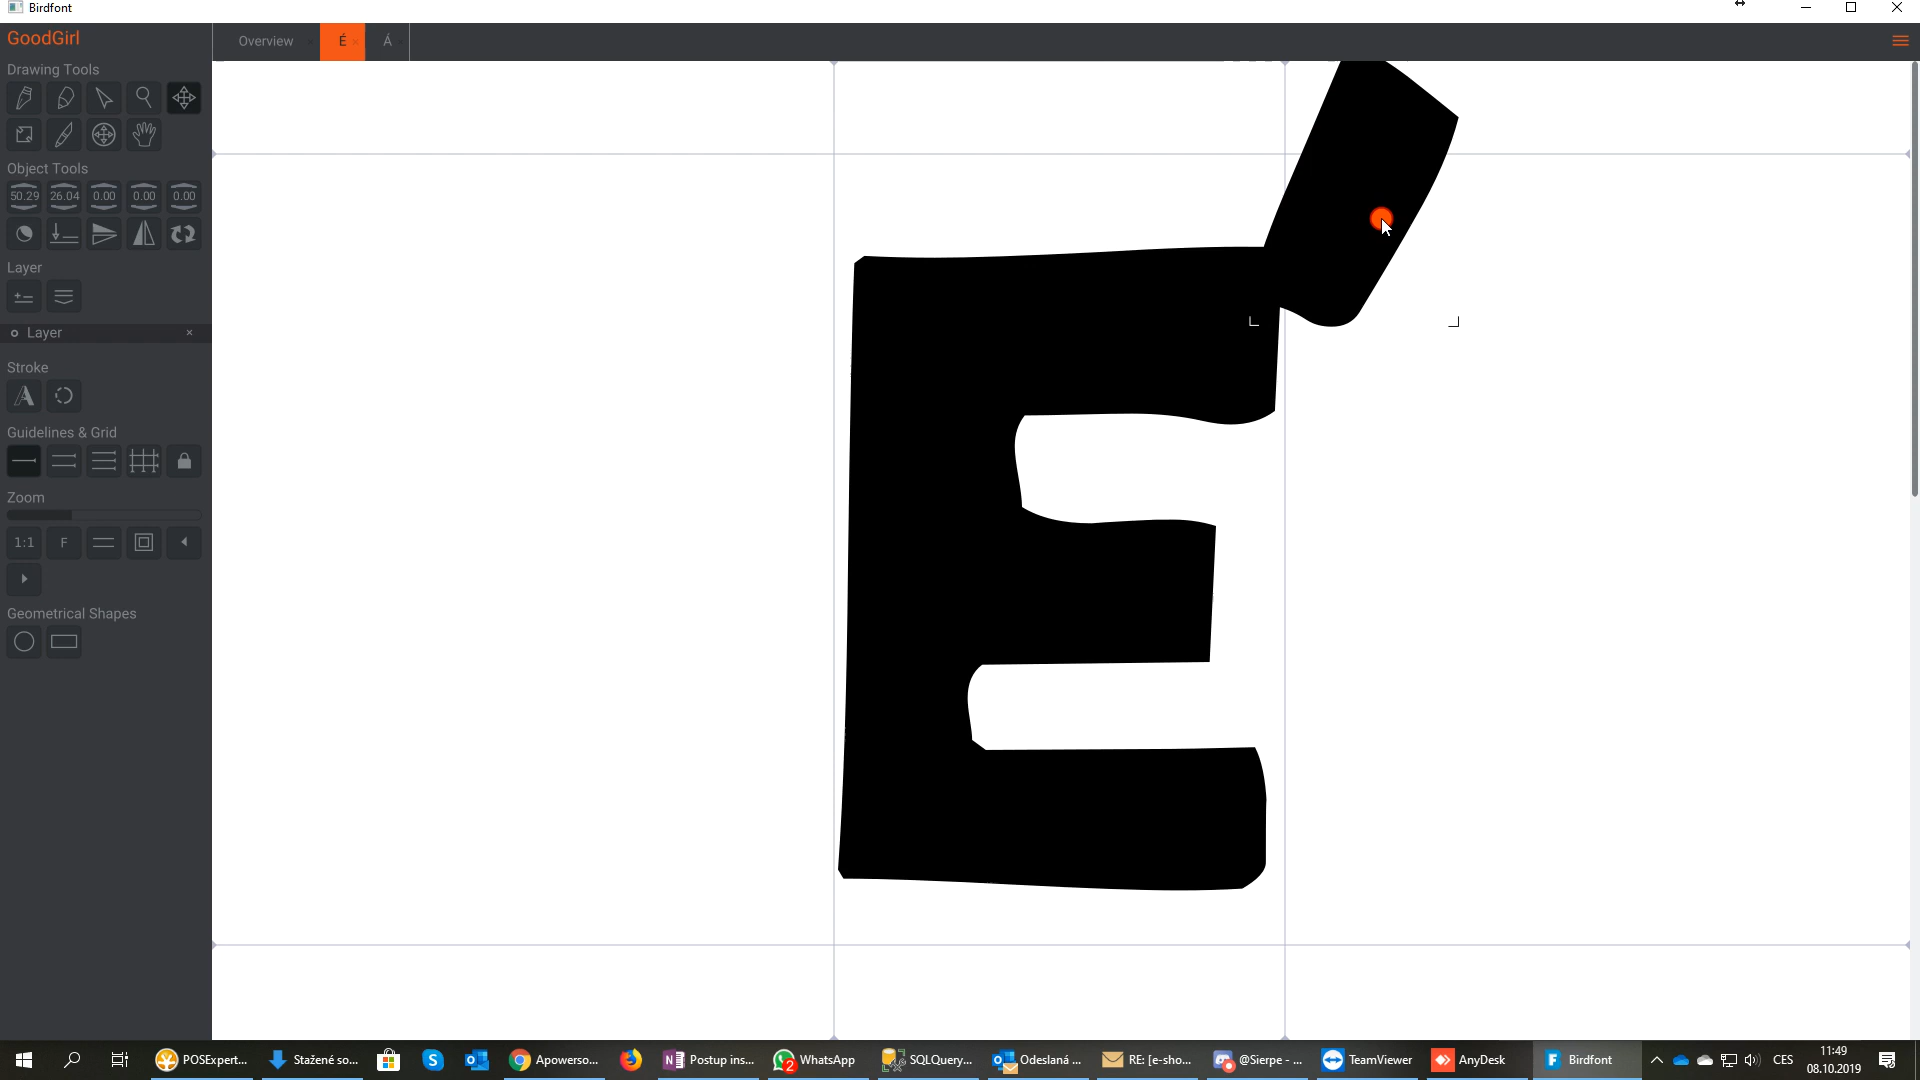 Birdfont
GoodGirl
Overview É × Á
Drawing Tools
Object Tools
50.29 26.04 0.00 0.00 0.00
Layer
Layer ×
Stroke
A
Guidelines & Grid
Zoom
1:1 F
Geometrical Shapes
E
POSExpert... Stažené so... Apowerso... Postup ins... 2 WhatsApp SQLQuery... Odeslaná ... RE: [e-sho... @Sierpe - ... TeamViewer AnyDesk Birdfont CES 11:49
08.10.2019